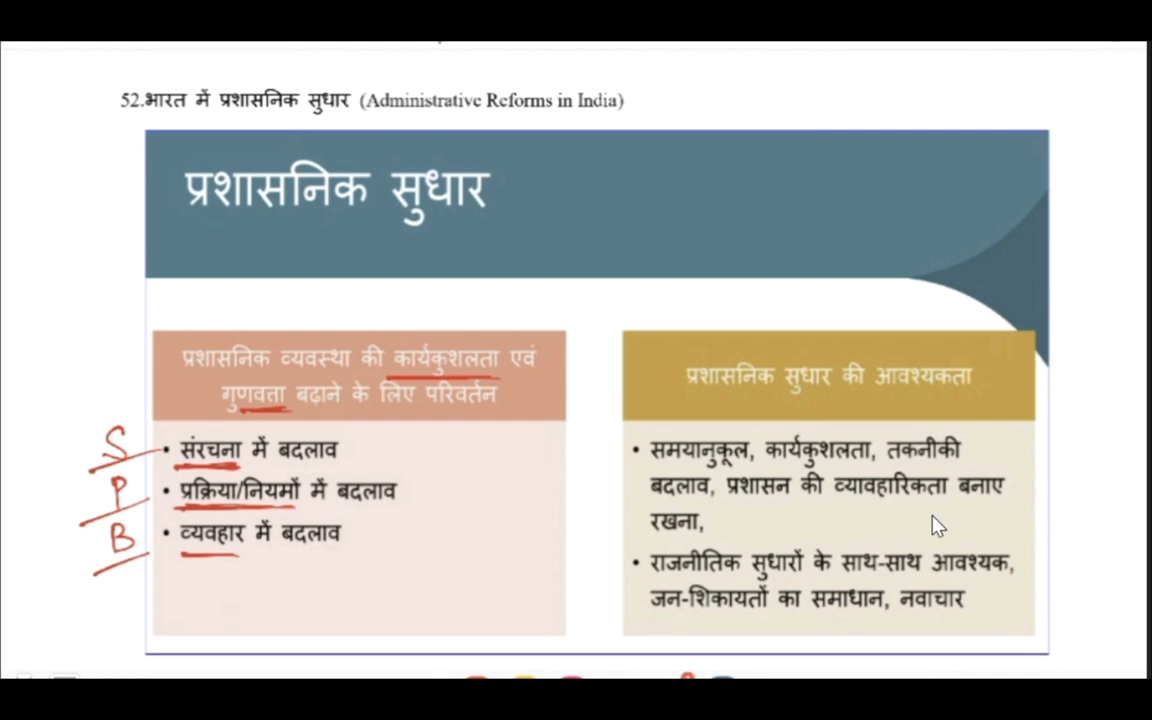 52.भारत में प्रशासनिक सुधार (Administrative Reforms in India)
प्रशासनिक सुधार
प्रशासनिक व्यवस्था की कार्यकुशलता एवं
गुणवत्ता बढ़ाने के लिए परिवर्तन
S • संरचना में बदलाव
P • प्रक्रिया/नियमों में बदलाव
B • व्यवहार में बदलाव
प्रशासनिक सुधार की आवश्यकता
• समयानुकूल, कार्यकुशलता, तकनीकी
बदलाव, प्रशासन की व्यावहारिकता बनाए
रखना,
• राजनीतिक सुधारों के साथ-साथ आवश्यक,
जन-शिकायतों का समाधान, नवाचार